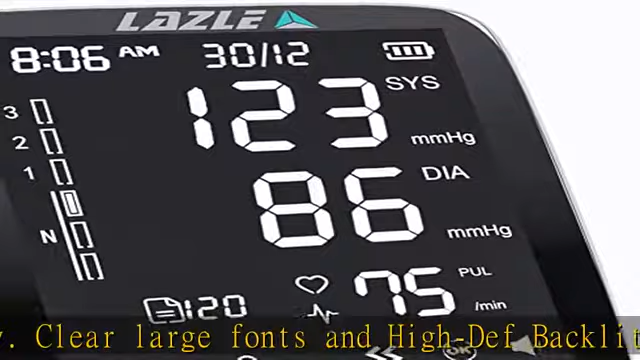 LAZLE
8:06 AM 30/12
3
2
1
N
123 SYS
mmHg
86 DIA
mmHg
75 PUL
/min
120
. Clear large fonts and High-Def